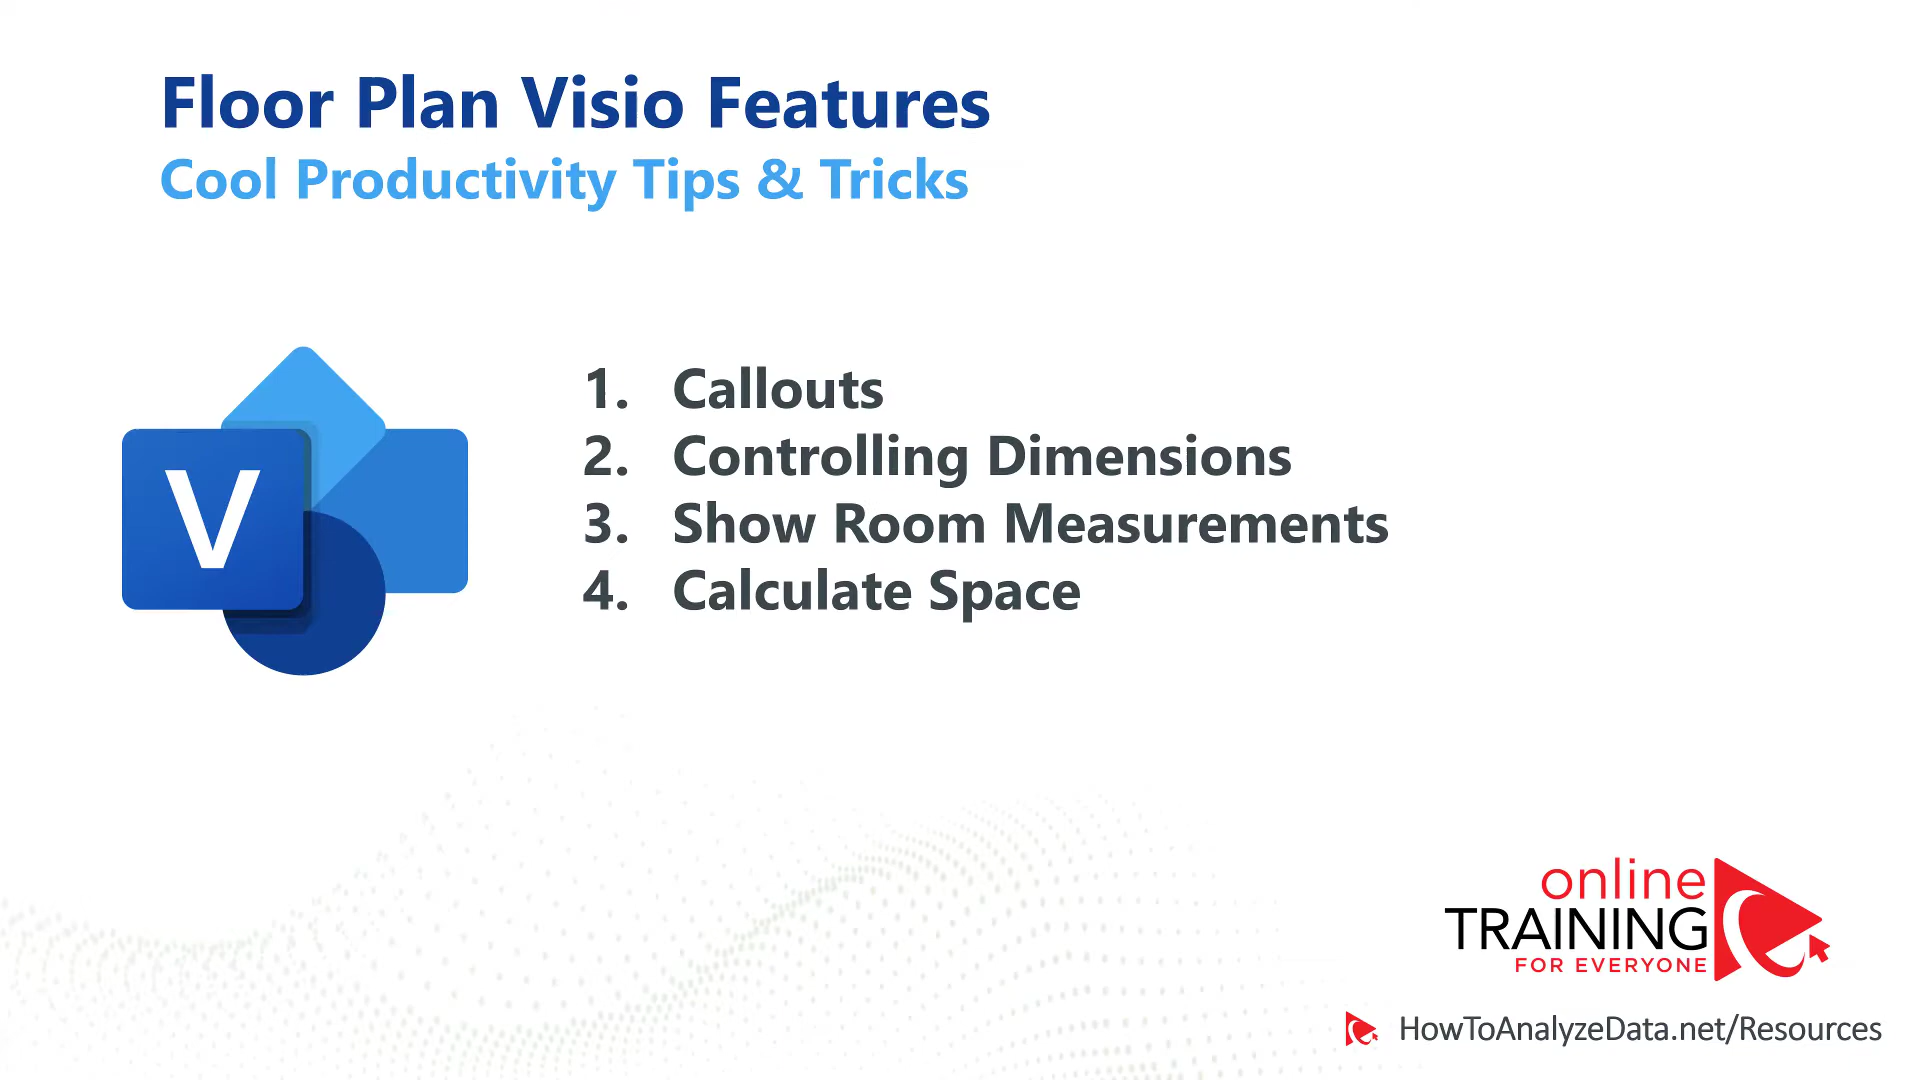 Floor Plan Visio Features
Cool Productivity Tips & Tricks
V
1. Callouts
2. Controlling Dimensions
3. Show Room Measurements
4. Calculate Space
online
TRAINING
FOR EVERYONE
HowToAnalyzeData.net/Resources